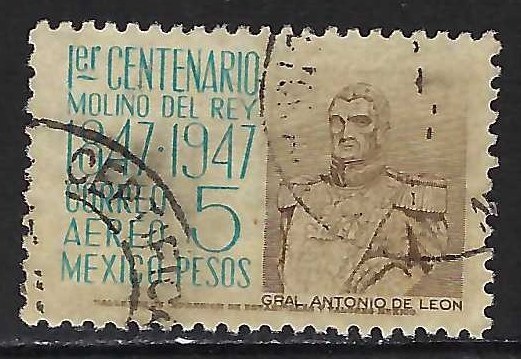 1er CENTENARIO
MOLINO DEL REY
1847·1947
CORREO
AEREO 5
MEXICO PESOS
GRAL ANTONIO DE LEON